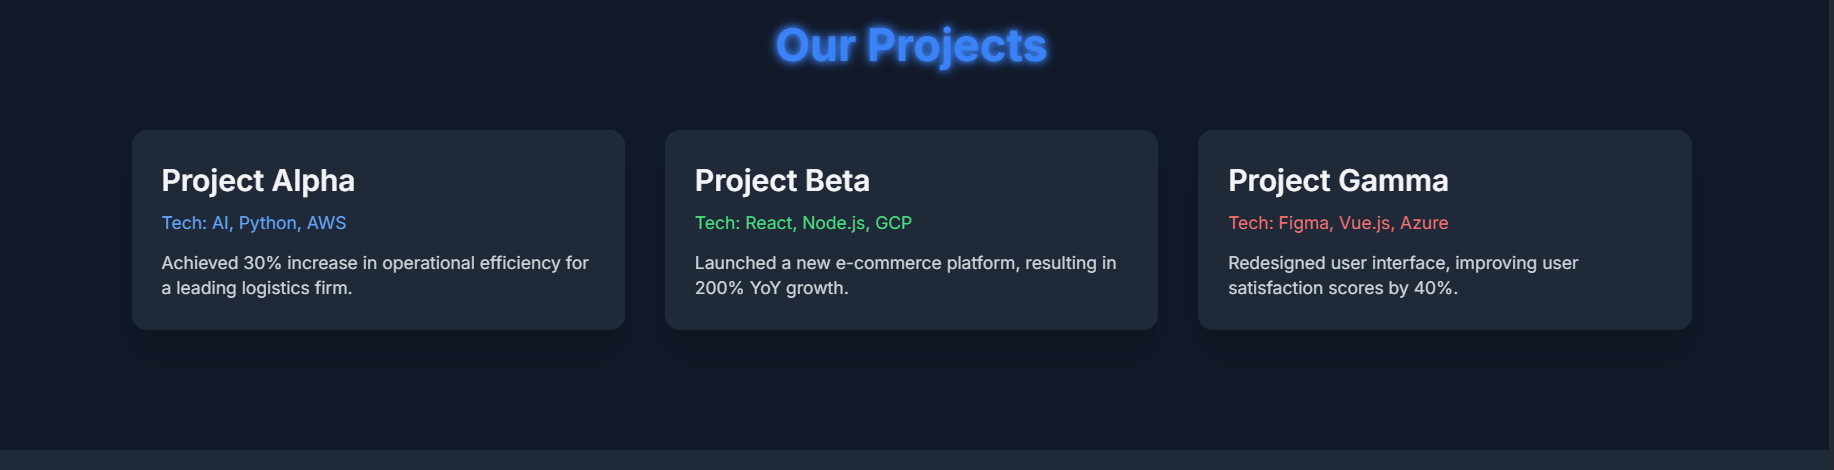 Our Projects
Project Alpha
Tech: AI, Python, AWS
Achieved 30% increase in operational efficiency for
a leading logistics firm.
Project Beta
Tech: React, Node.js, GCP
Launched a new e-commerce platform, resulting in
200% YoY growth.
Project Gamma
Tech: Figma, Vue.js, Azure
Redesigned user interface, improving user
satisfaction scores by 40%.